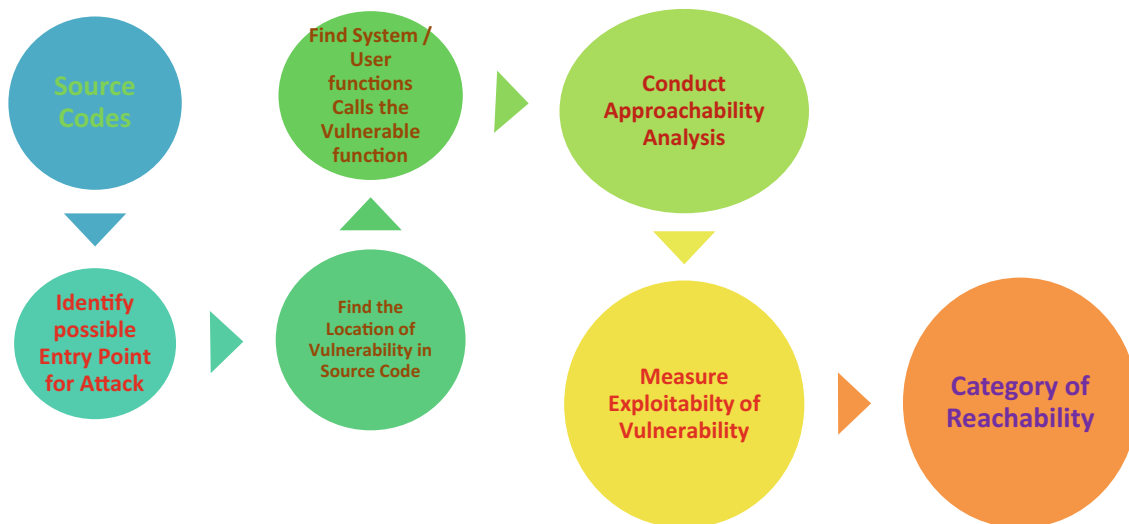 Source
Codes
Identify
possible
Entry Point
for Attack
Find the
Location of
Vulnerability in
Source Code
Find System /
User
functions
Calls the
Vulnerable
function
Conduct
Approachability
Analysis
Measure
Exploitabilty of
Vulnerability
Category of
Reachability